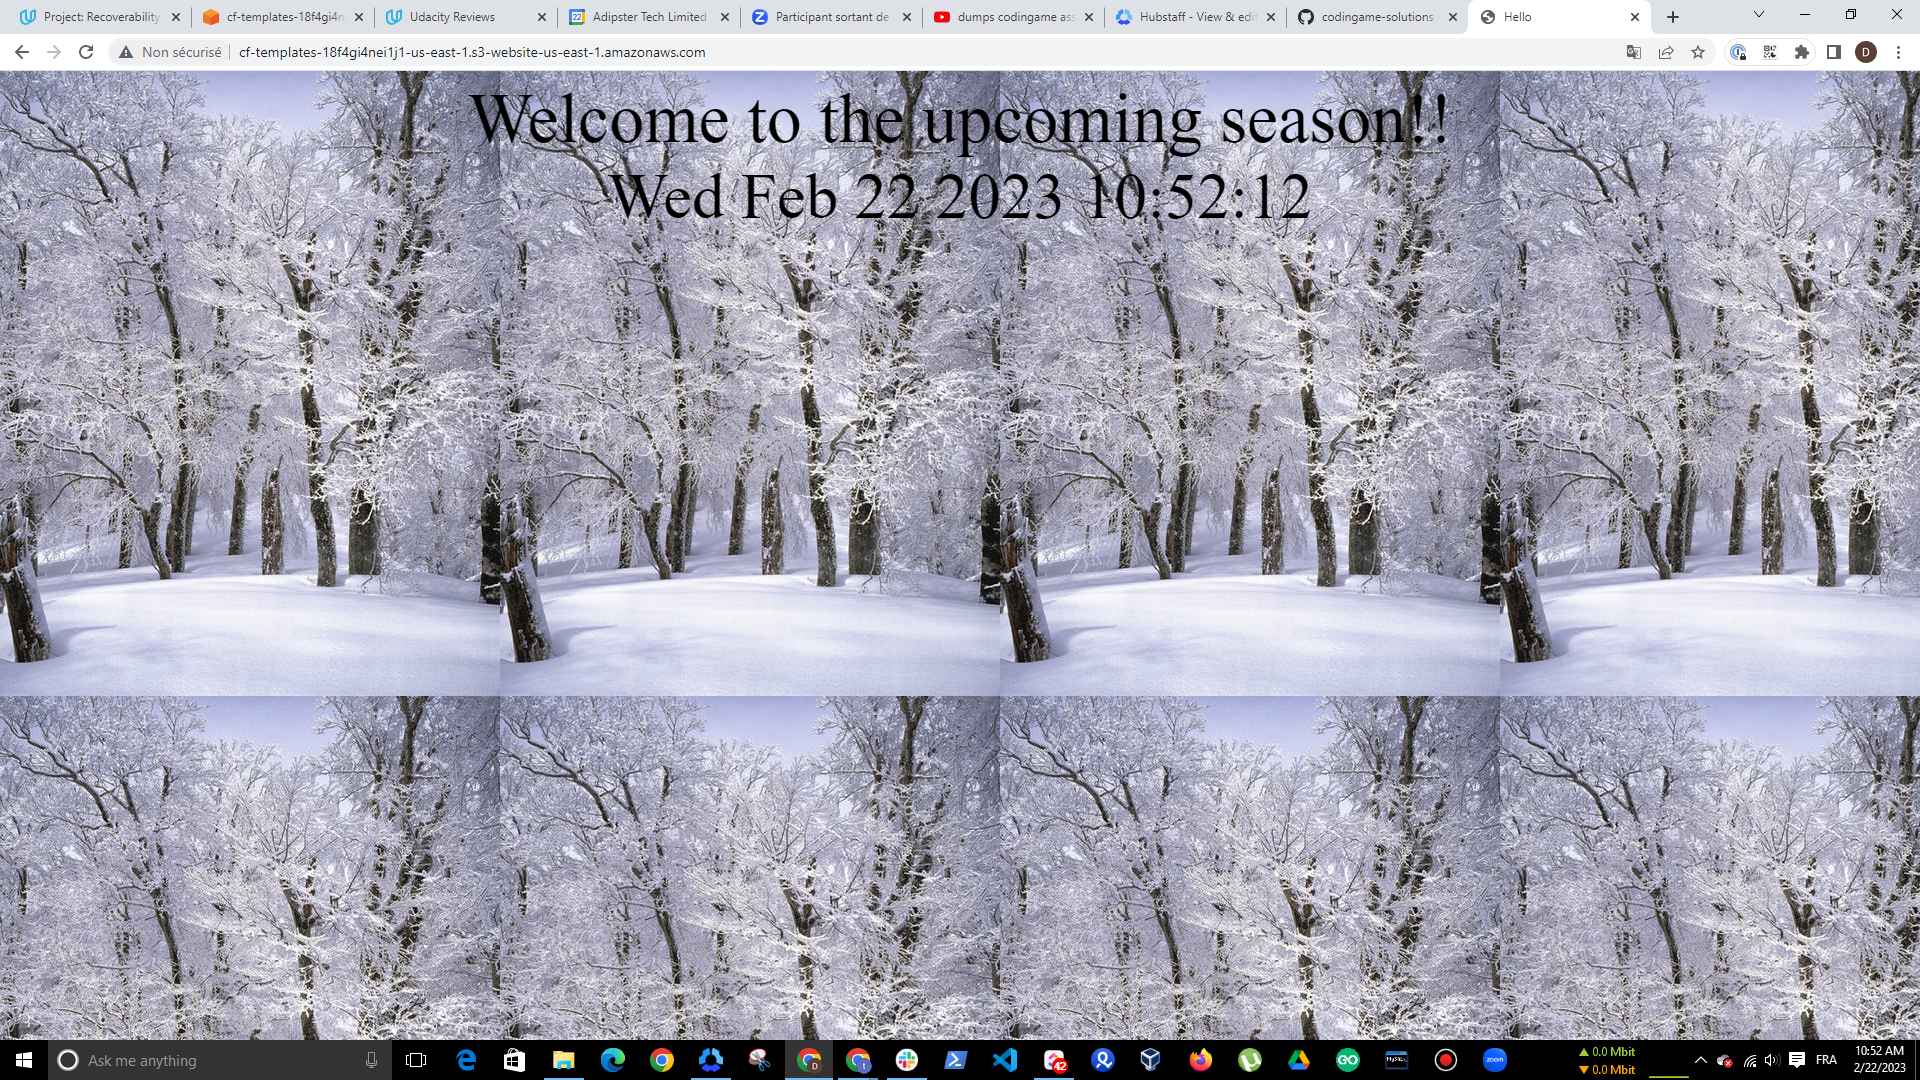 Project: Recoverability
cf-templates-18f4gi4n
Udacity Reviews
Adipster Tech Limited
Participant sortant de
dumps codingame ass
Hubstaff - View & edit
codingame-solutions
Hello
Non sécurisé
cf-templates-18f4gi4nei1j1-us-east-1.s3-website-us-east-1.amazonaws.com
D
Welcome to the upcoming season!!
Wed Feb 22 2023 10:52:12
Ask me anything
42
zoom
0.0 Mbit
0.0 Mbit
FRA
10:52 AM
2/22/2023